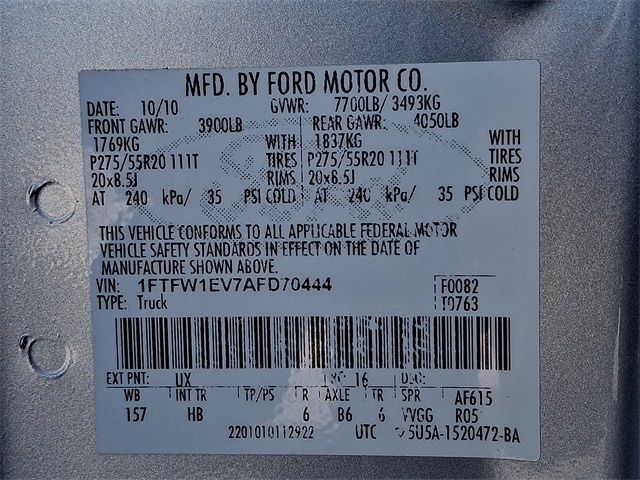 MFD. BY FORD MOTOR CO.
DATE: 10/10 GVWR: 7700LB/ 3493KG
FRONT GAWR: 3900LB REAR GAWR: 4050LB
1769KG WITH 1837KG WITH
P275/55R20 111T TIRES P275/55R20 111T TIRES
20x8.5J RIMS 20x8.5J RIMS
AT 240 kPa/ 35 PSI COLD AT 240 kPa/ 35 PSI COLD
THIS VEHICLE CONFORMS TO ALL APPLICABLE FEDERAL MOTOR
VEHICLE SAFETY STANDARDS IN EFFECT ON THE DATE OF
MANUFACTURE SHOWN ABOVE.
VIN: 1FTFW1EV7AFD70444 F0082
TYPE: Truck T0763
EXT PNT: UX RC: 16 DSO:
WB INT TR TP/PS R AXLE TR SPR AF615
157 HB 6 B6 6 VVGG R05
2201010112922 UTC 5U5A-1520472-BA